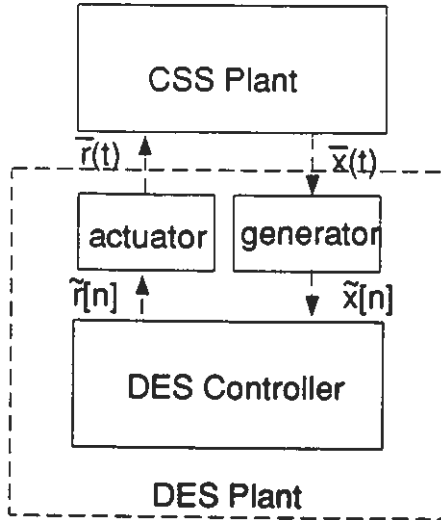 CSS Plant
r̅(t)
x̅(t)
actuator
generator
r̃[n]
x̃[n]
DES Controller
DES Plant